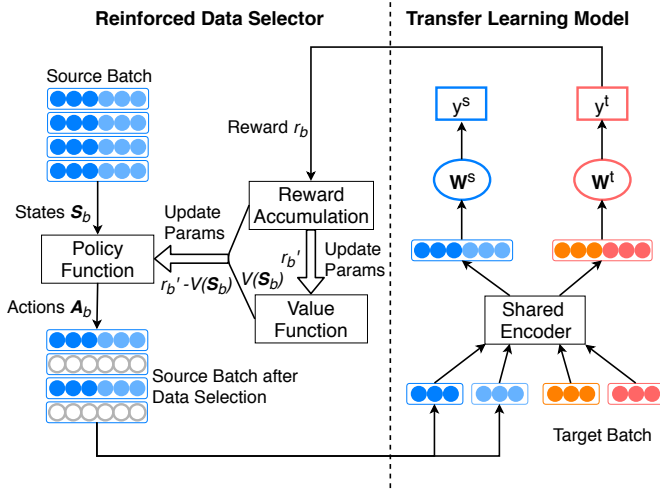 Reinforced Data Selector
Transfer Learning Model
Source Batch
Reward r_b
y^s
y^t
W^s
W^t
States S_b
Update
Params
Reward
Accumulation
Policy
Function
r_b'
Update
Params
r_b' -V(S_b)
V(S_b)
Value
Function
Shared
Encoder
Actions A_b
Source Batch after
Data Selection
Target Batch